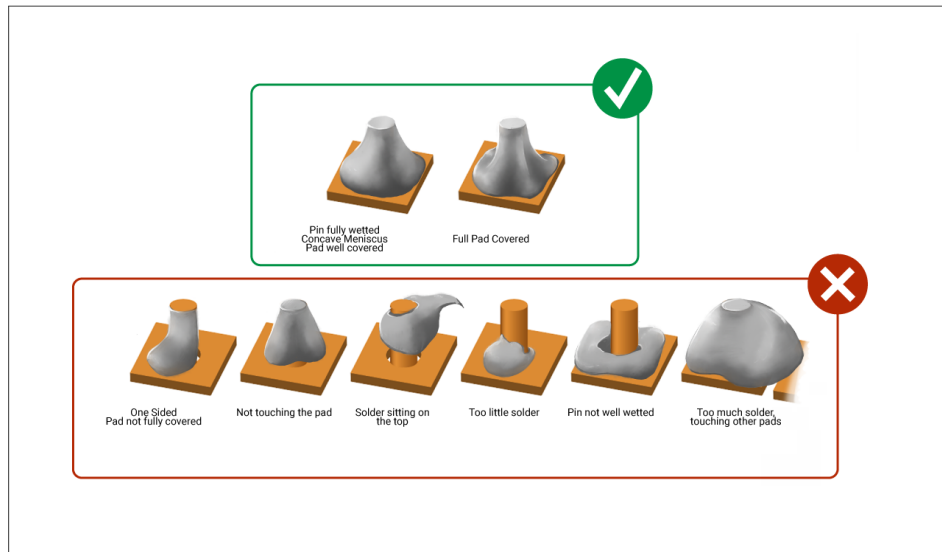 Pin fully wetted
Concave Meniscus
Pad well covered
Full Pad Covered
One Sided
Pad not fully covered
Not touching the pad
Solder sitting on
the top
Too little solder
Pin not well wetted
Too much solder,
touching other pads